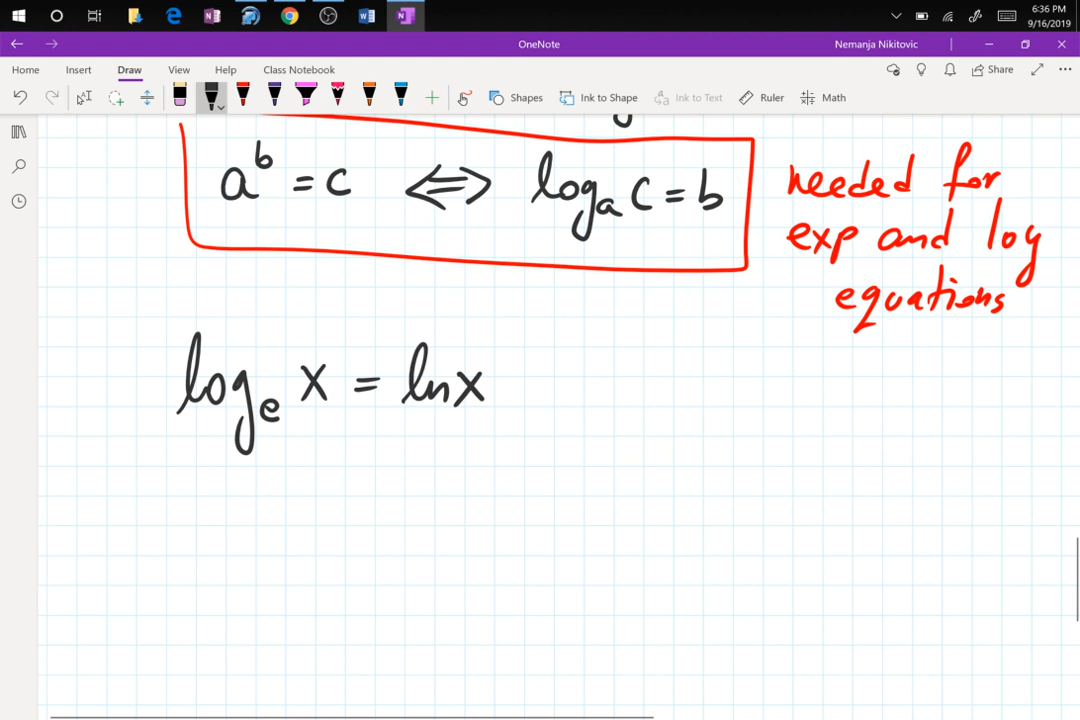 6:36 PM
9/16/2019
OneNote
Nemanja Nikitovic
Home Insert Draw View Help Class Notebook
Share
Shapes Ink to Shape Ink to Text Ruler Math
a^b = c ⟺ log_a c = b
needed for
exp and log
equations
log_e x = ln x